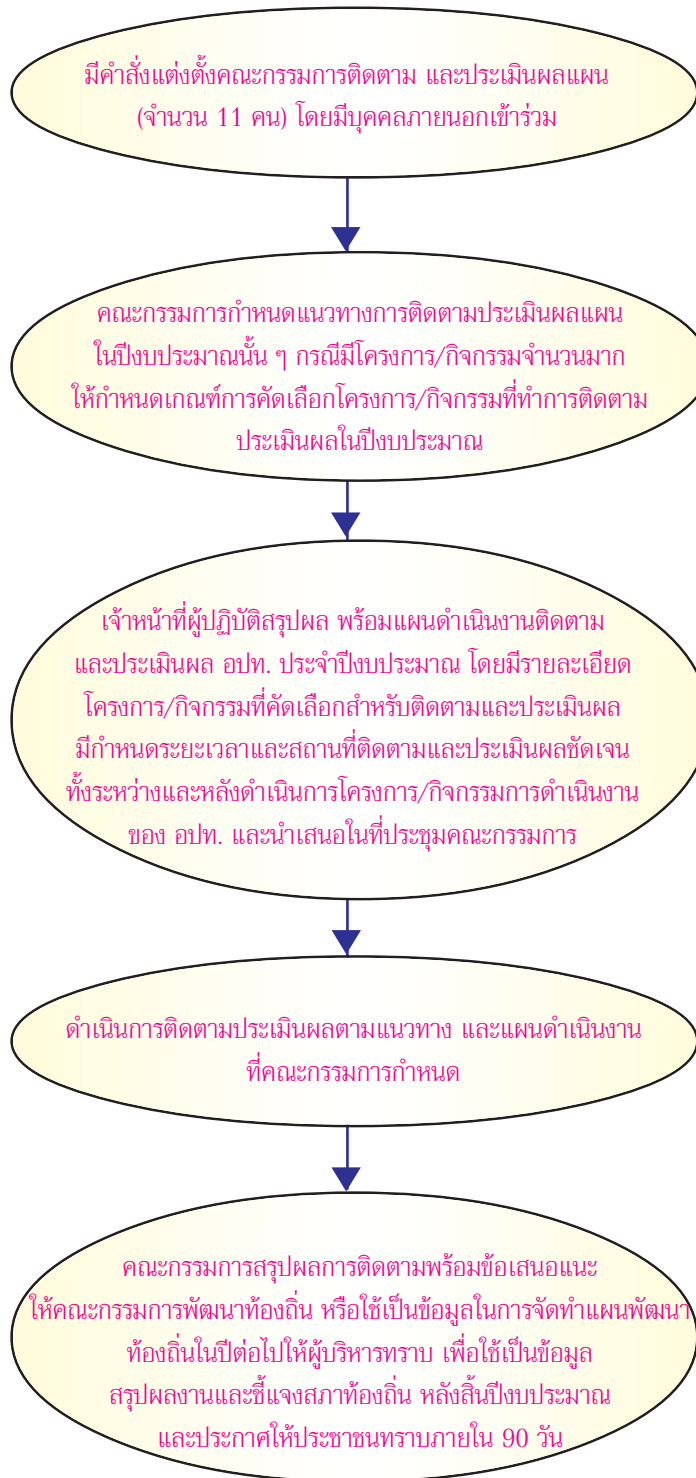 มีคำสั่งแต่งตั้งคณะกรรมการติดตาม และประเมินผลแผน
(จำนวน 11 คน) โดยมีบุคคลภายนอกเข้าร่วม
คณะกรรมการกำหนดแนวทางการติดตามประเมินผลแผน
ในปีงบประมาณนั้น ๆ กรณีมีโครงการ/กิจกรรมจำนวนมาก
ให้กำหนดเกณฑ์การคัดเลือกโครงการ/กิจกรรมที่ทำการติดตาม
ประเมินผลในปีงบประมาณ
เจ้าหน้าที่ผู้ปฏิบัติสรุปผล พร้อมแผนดำเนินงานติดตาม
และประเมินผล อปท. ประจำปีงบประมาณ โดยมีรายละเอียด
โครงการ/กิจกรรมที่คัดเลือกสำหรับติดตามและประเมินผล
มีกำหนดระยะเวลาและสถานที่ติดตามและประเมินผลชัดเจน
ทั้งระหว่างและหลังดำเนินการโครงการ/กิจกรรมการดำเนินงาน
ของ อปท. และนำเสนอในที่ประชุมคณะกรรมการ
ดำเนินการติดตามประเมินผลตามแนวทาง และแผนดำเนินงาน
ที่คณะกรรมการกำหนด
คณะกรรมการสรุปผลการติดตามพร้อมข้อเสนอแนะ
ให้คณะกรรมการพัฒนาท้องถิ่น หรือใช้เป็นข้อมูลในการจัดทำแผนพัฒนา
ท้องถิ่นในปีต่อไปให้ผู้บริหารทราบ เพื่อใช้เป็นข้อมูล
สรุปผลงานและชี้แจงสภาท้องถิ่น หลังสิ้นปีงบประมาณ
และประกาศให้ประชาชนทราบภายใน 90 วัน